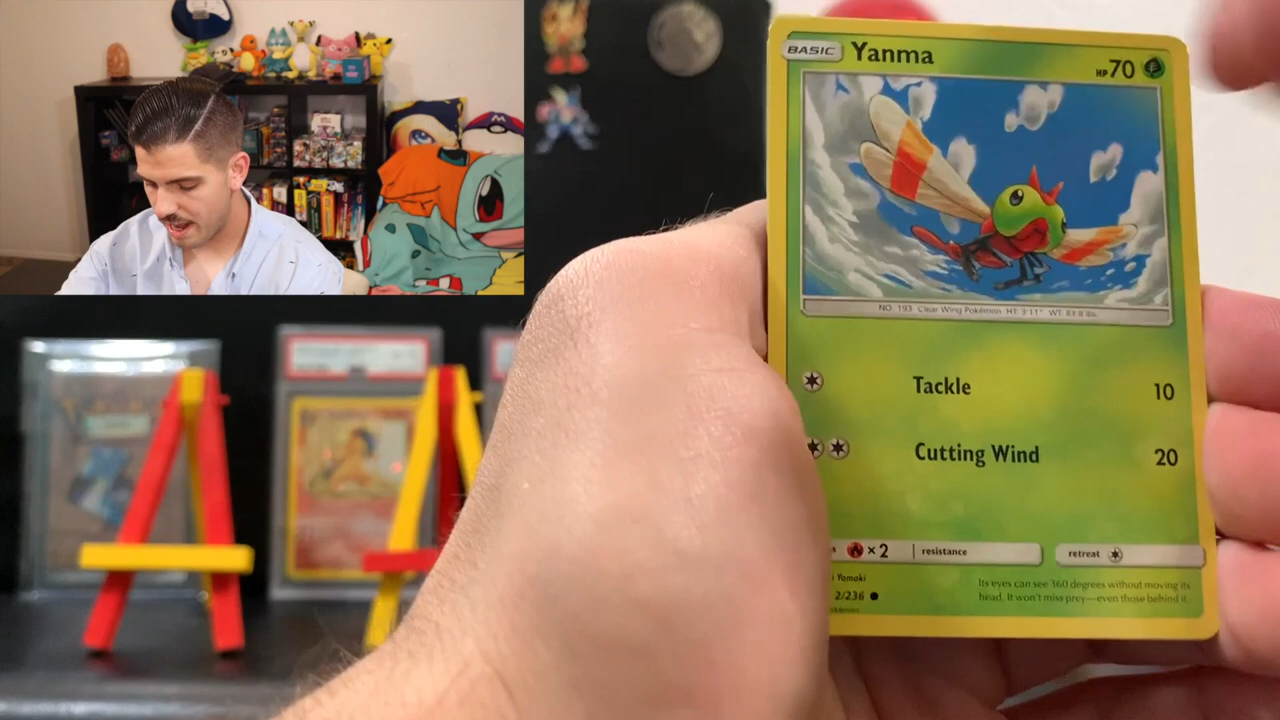 BASIC Yanma HP70
NO. 193 Clear Wing Pokémon HT: 3'11" WT: 83.8 lbs.
Tackle 10
Cutting Wind 20
×2 resistance retreat
Its eyes can see 360 degrees without moving its
head. It won't miss prey—even those behind it.
2/236